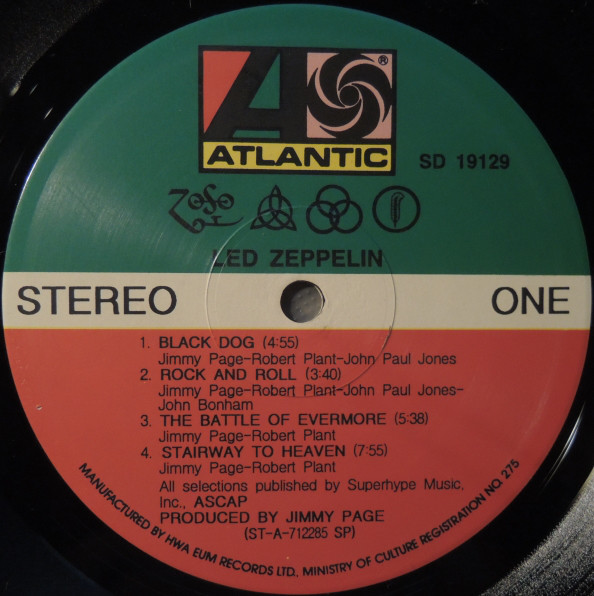 ATLANTIC
®
SD 19129
LED ZEPPELIN
STEREO
ONE
1. BLACK DOG (4:55)
Jimmy Page-Robert Plant-John Paul Jones
2. ROCK AND ROLL (3:40)
Jimmy Page-Robert Plant-John Paul Jones-
John Bonham
3. THE BATTLE OF EVERMORE (5:38)
Jimmy Page-Robert Plant
4. STAIRWAY TO HEAVEN (7:55)
Jimmy Page-Robert Plant
All selections published by Superhype Music,
Inc., ASCAP
PRODUCED BY JIMMY PAGE
(ST-A-712285 SP)
MANUFACTURED BY HWA EUM RECORDS LTD., MINISTRY OF CULTURE REGISTRATION NO. 275